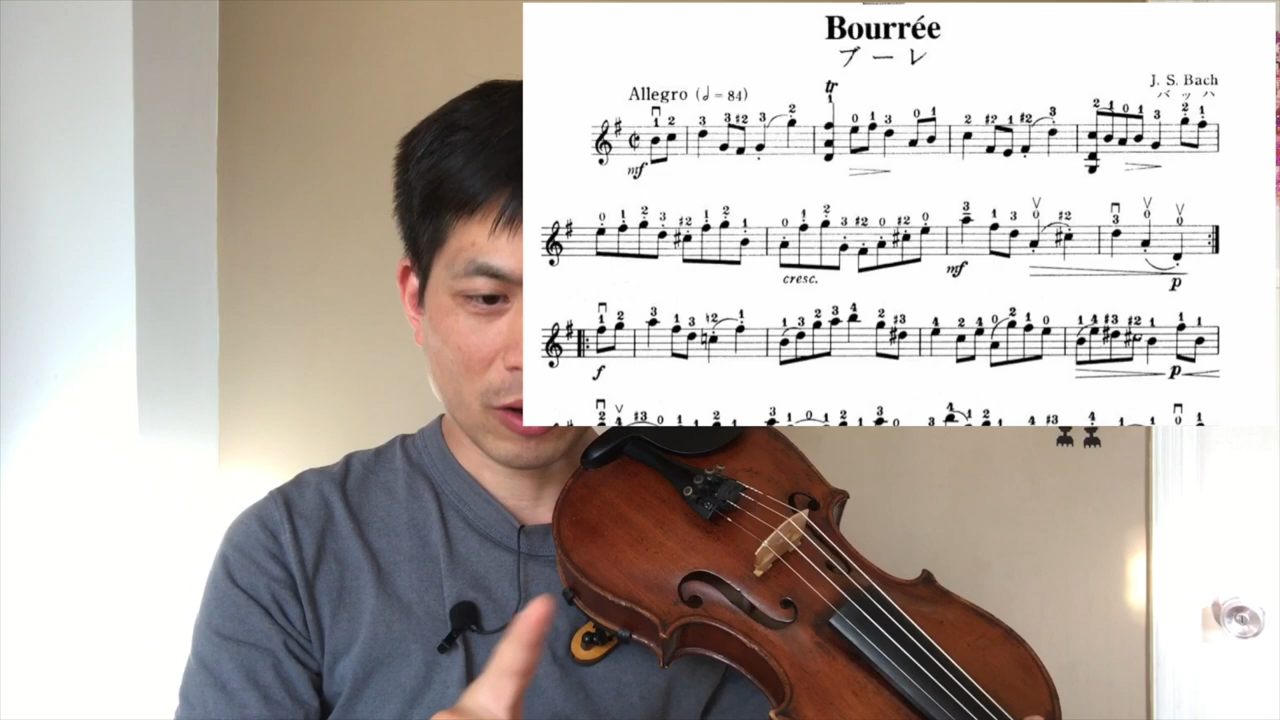 Bourrée
ブーレ
Allegro (𝅗𝅥 = 84)
J. S. Bach
バッハ
tr
mf
cresc.
mf
p
f
p